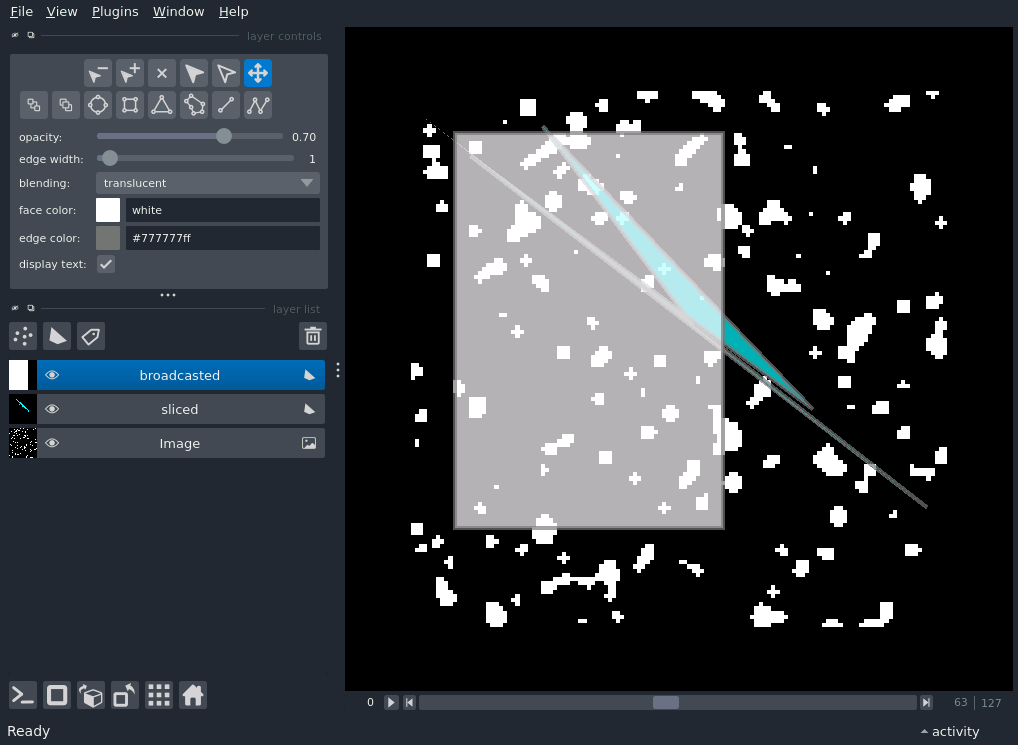 File View Plugins Window Help
layer controls
opacity: 0.70
edge width: 1
blending: translucent
face color: white
edge color: #777777ff
display text:
layer list
broadcasted
sliced
Image
0 63 127
Ready activity